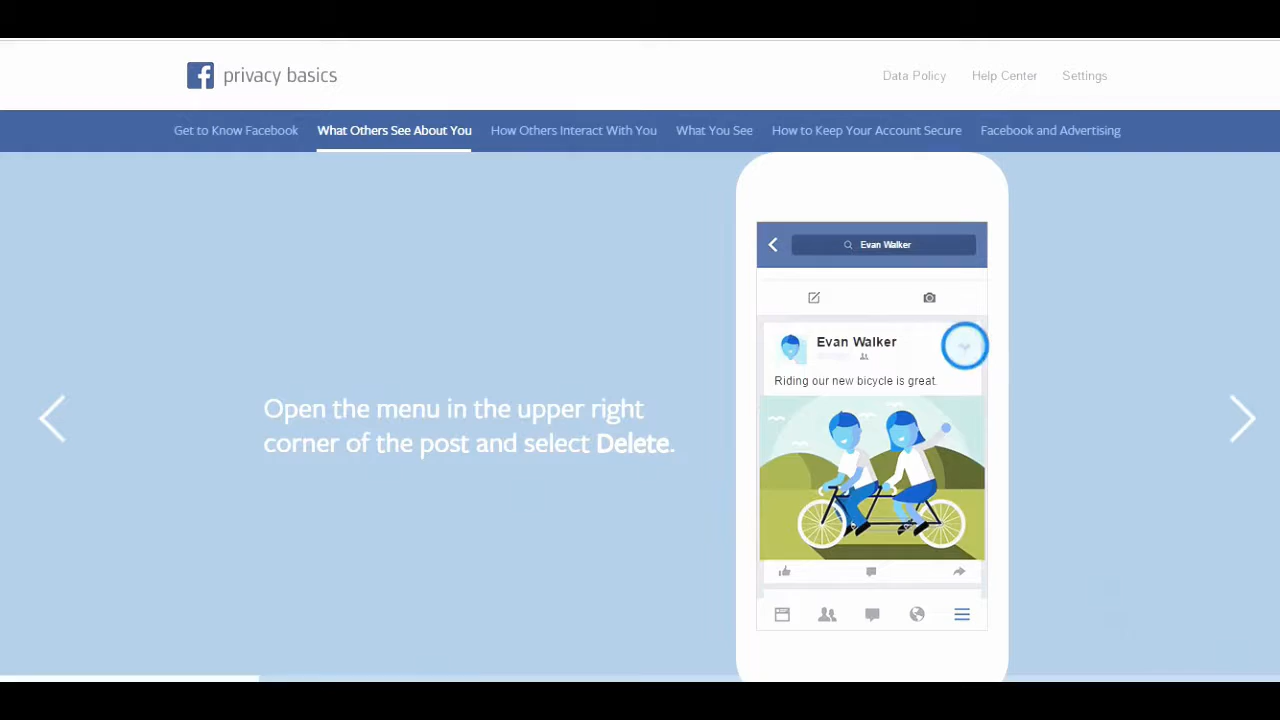 privacy basics
Data Policy Help Center Settings
Get to Know Facebook What Others See About You How Others Interact With You What You See How to Keep Your Account Secure Facebook and Advertising
Evan Walker
Evan Walker
Riding our new bicycle is great.
Open the menu in the upper right
corner of the post and select Delete.